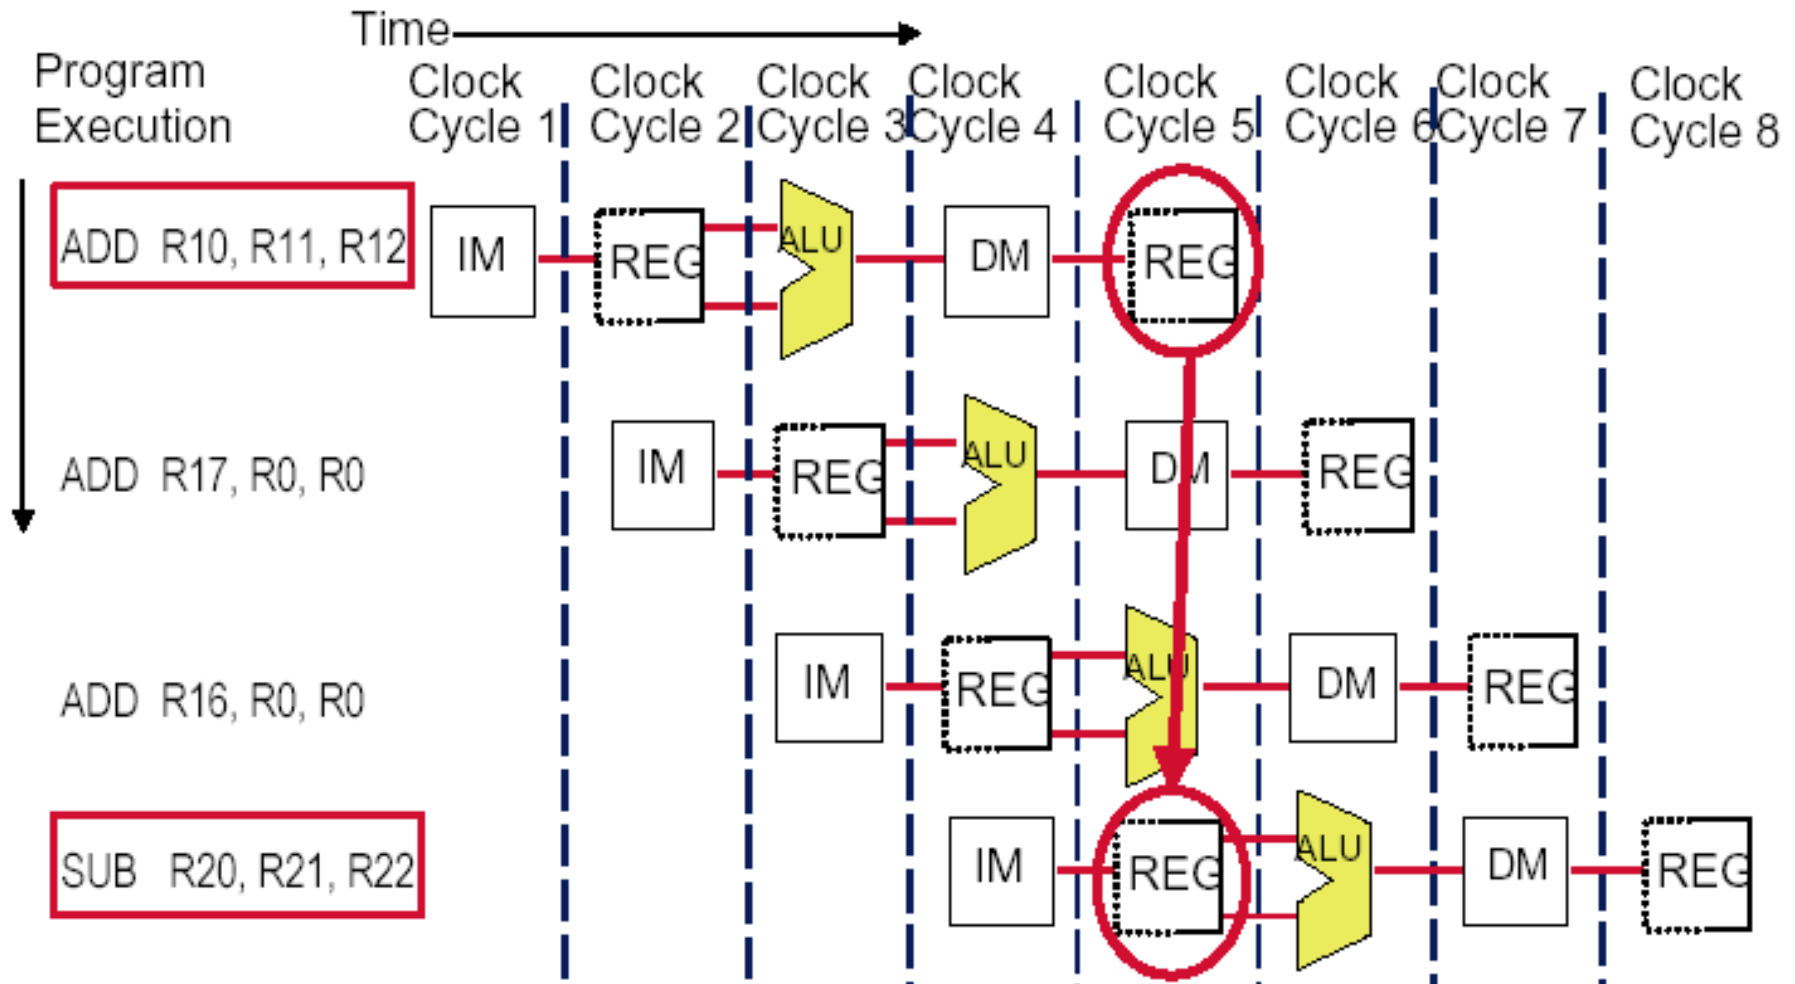 Time
Program
Execution
Clock
Cycle 1
Clock
Cycle 2
Clock
Cycle 3
Clock
Cycle 4
Clock
Cycle 5
Clock
Cycle 6
Clock
Cycle 7
Clock
Cycle 8
ADD R10, R11, R12
IM
REG
ALU
DM
REG
ADD R17, R0, R0
IM
REG
ALU
DM
REG
ADD R16, R0, R0
IM
REG
ALU
DM
REG
SUB R20, R21, R22
IM
REG
ALU
DM
REG